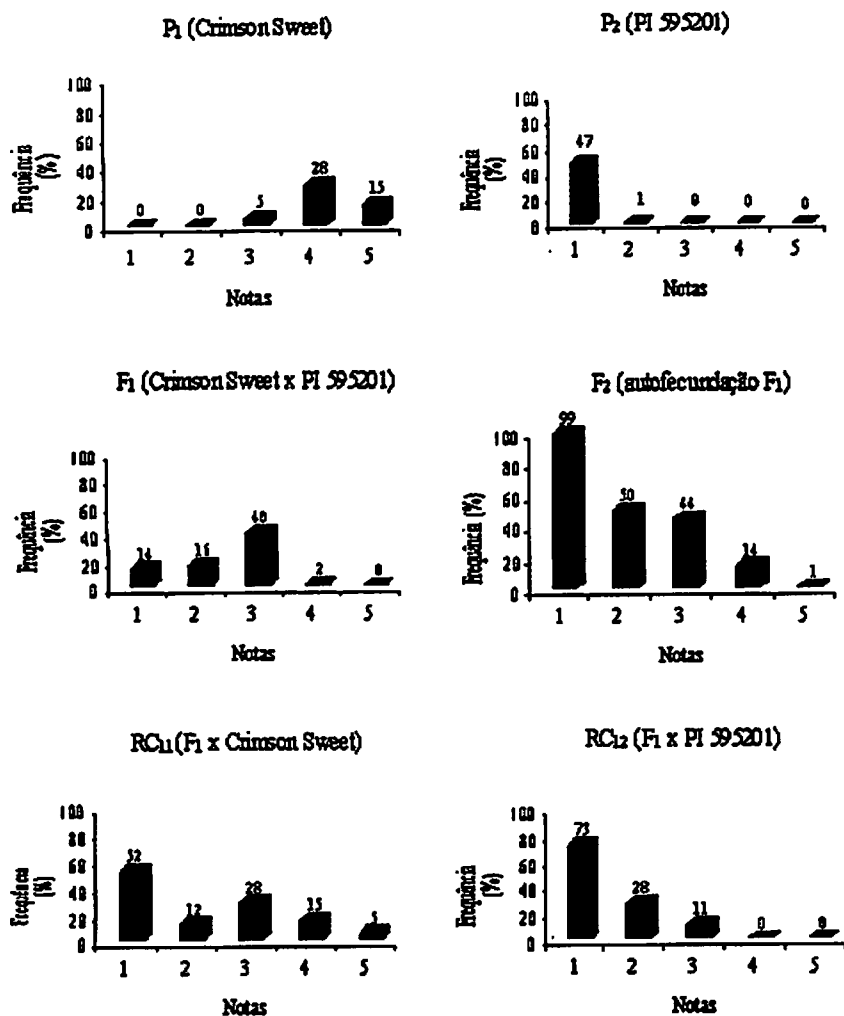 P1 (Crimson Sweet)
Frequência (%)
100
80
60
40
20
0
0 0 5 28 15
1 2 3 4 5
Notas
P2 (PI 595201)
Frequência (%)
100
80
60
40
20
0
47 1 0 0 0
1 2 3 4 5
Notas
F1 (Crimson Sweet x PI 595201)
Frequência (%)
100
80
60
40
20
0
14 16 40 2 0
1 2 3 4 5
Notas
F2 (autofecundação F1)
Frequência (%)
100
80
60
40
20
0
99 50 44 14 1
1 2 3 4 5
Notas
RC11 (F1 x Crimson Sweet)
Frequência (%)
100
80
60
40
20
0
52 12 28 15 5
1 2 3 4 5
Notas
RC12 (F1 x PI 595201)
Frequência (%)
100
80
60
40
20
0
73 28 11 0 0
1 2 3 4 5
Notas